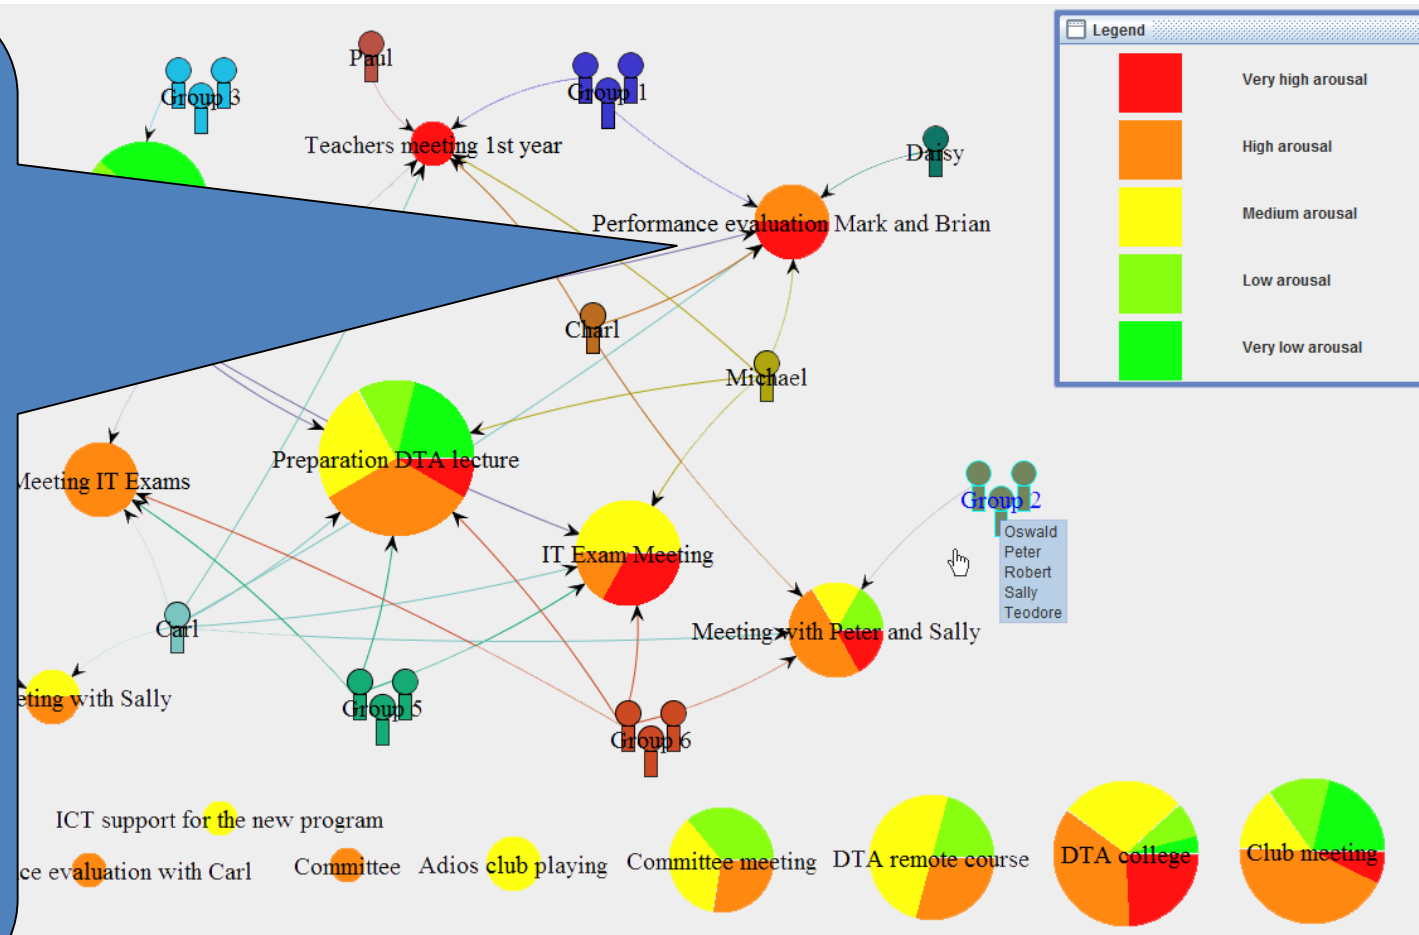 Legend
Very high arousal
High arousal
Medium arousal
Low arousal
Very low arousal
Paul
Group 3
Group 1
Teachers meeting 1st year
Daisy
Performance evaluation Mark and Brian
Charl
Michael
Preparation DTA lecture
Meeting IT Exams
Group 2
Oswald
Peter
Robert
Sally
Teodore
IT Exam Meeting
Carl
Meeting with Peter and Sally
eting with Sally
Group 5
Group 6
ICT support for the new program
ce evaluation with Carl
Committee
Adios club playing
Committee meeting
DTA remote course
DTA college
Club meeting